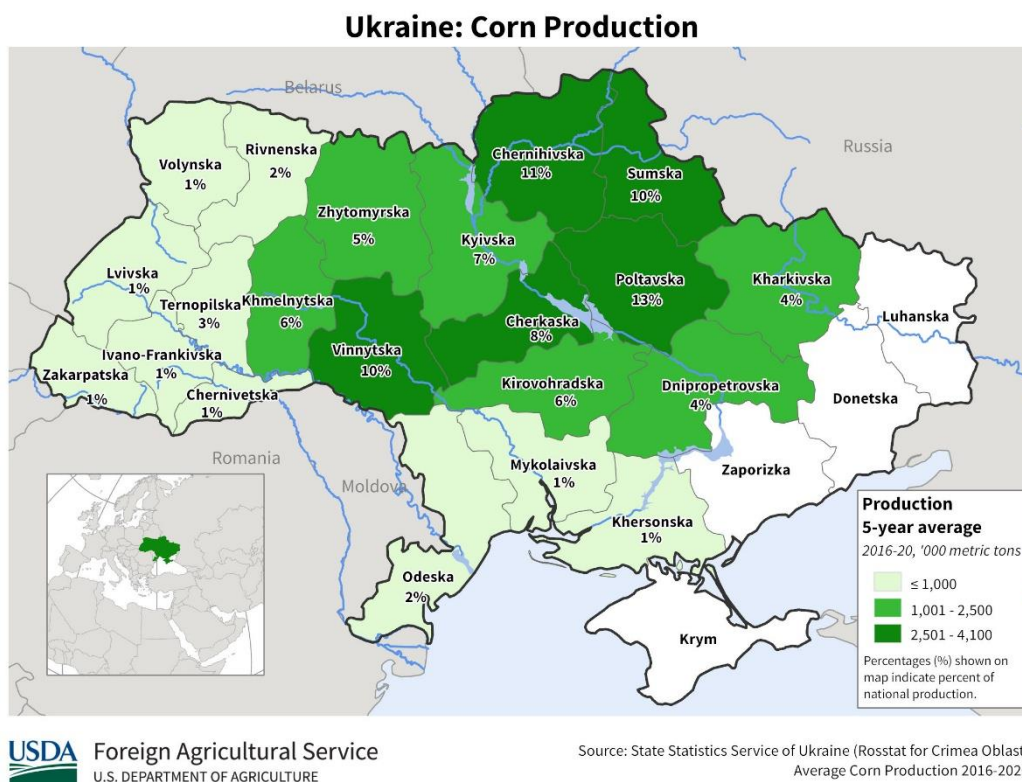 Ukraine: Corn Production
Belarus
Russia
Volynska
1%
Rivnenska
2%
Chernihivska
11%
Sumska
10%
Zhytomyrska
5%
Kyivska
7%
Lvivska
1%
Ternopilska
3%
Khmelnytska
6%
Poltavska
13%
Kharkivska
4%
Luhanska
Cherkaska
8%
Vinnytska
10%
Ivano-Frankivska
1%
Zakarpatska
1%
Chernivetska
1%
Kirovohradska
6%
Dnipropetrovska
4%
Donetska
Romania
Moldova
Mykolaivska
1%
Zaporizka
Khersonska
1%
Odeska
2%
Krym
Production
5-year average
2016-20, '000 metric tons
≤ 1,000
1,001 - 2,500
2,501 - 4,100
Percentages (%) shown on
map indicate percent of
national production.
USDA
Foreign Agricultural Service
U.S. DEPARTMENT OF AGRICULTURE
Source: State Statistics Service of Ukraine (Rosstat for Crimea Oblast
Average Corn Production 2016-202